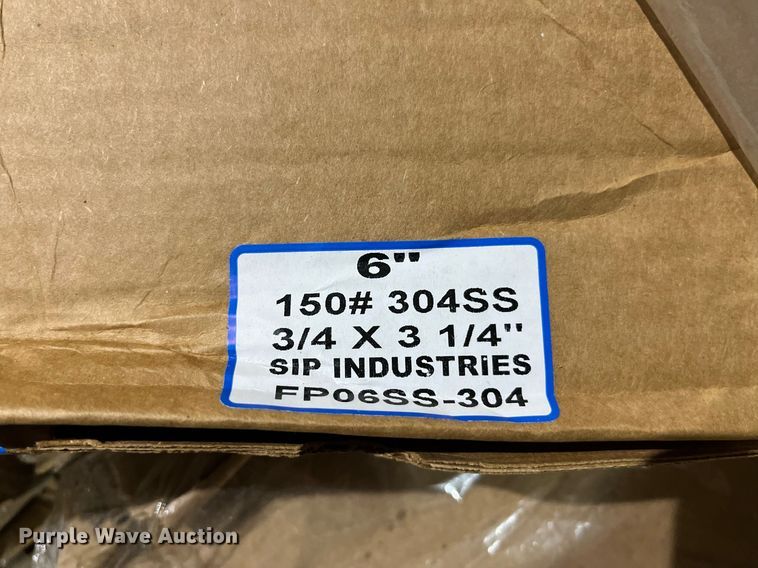 6"
150# 304SS
3/4 X 3 1/4"
SIP INDUSTRIES
FP06SS-304
Purple Wave Auction